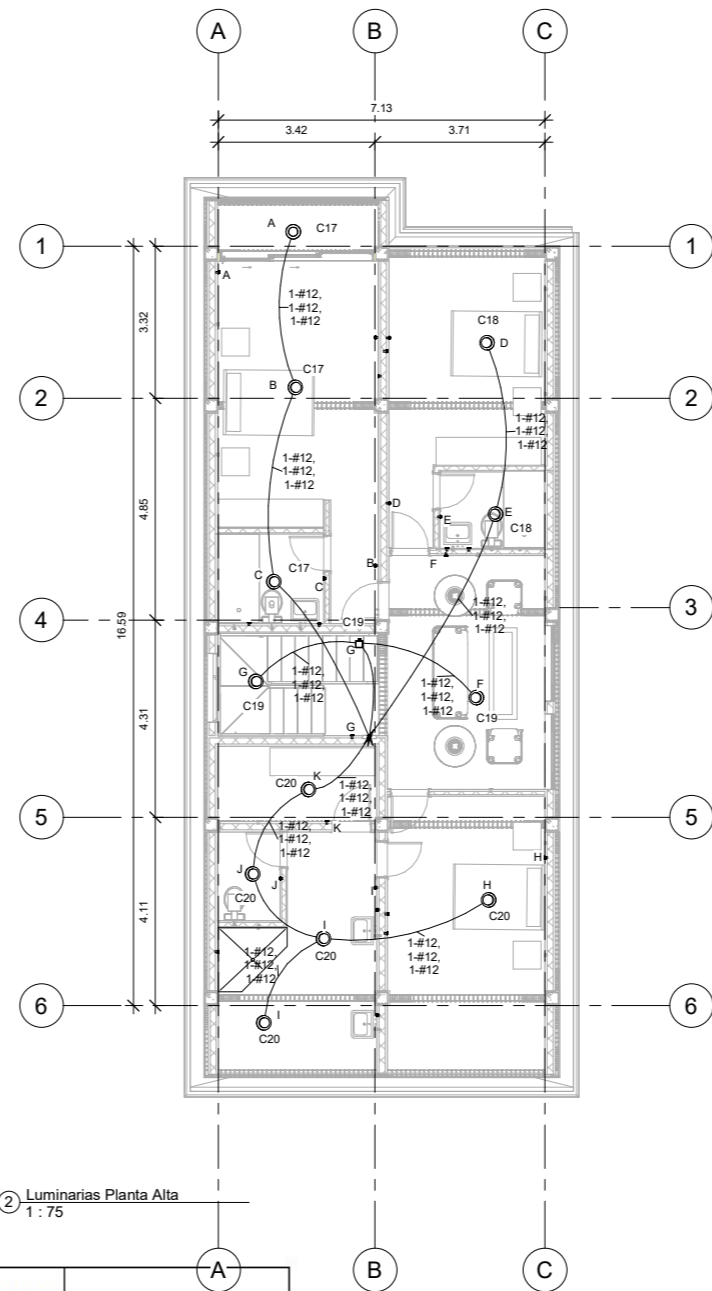 A B C
7.13
3.42 3.71
A C17
1 1
A
1-#12,
1-#12,
1-#12
3.32
C18
D
C17
B
2 2
1-#12,
1-#12,
1-#12
1-#12,
1-#12,
1-#12
4.85
D
E
E
C18
F
B
C17
C
C
1-#12,
1-#12,
1-#12
3
4
C19
G
16.59
G
1-#12,
1-#12,
1-#12
C19
1-#12,
1-#12,
1-#12
F
C19
4.31
G
K
C20
1-#12,
1-#12,
1-#12
5 5
1-#12,
1-#12,
1-#12
K
J
J
C20
H
H
C20
I
4.11
I
C20
1-#12,
1-#12,
1-#12
1-#12,
1-#12,
1-#12
I
6 6
I
C20
2 Luminarias Planta Alta
1 : 75
A B C